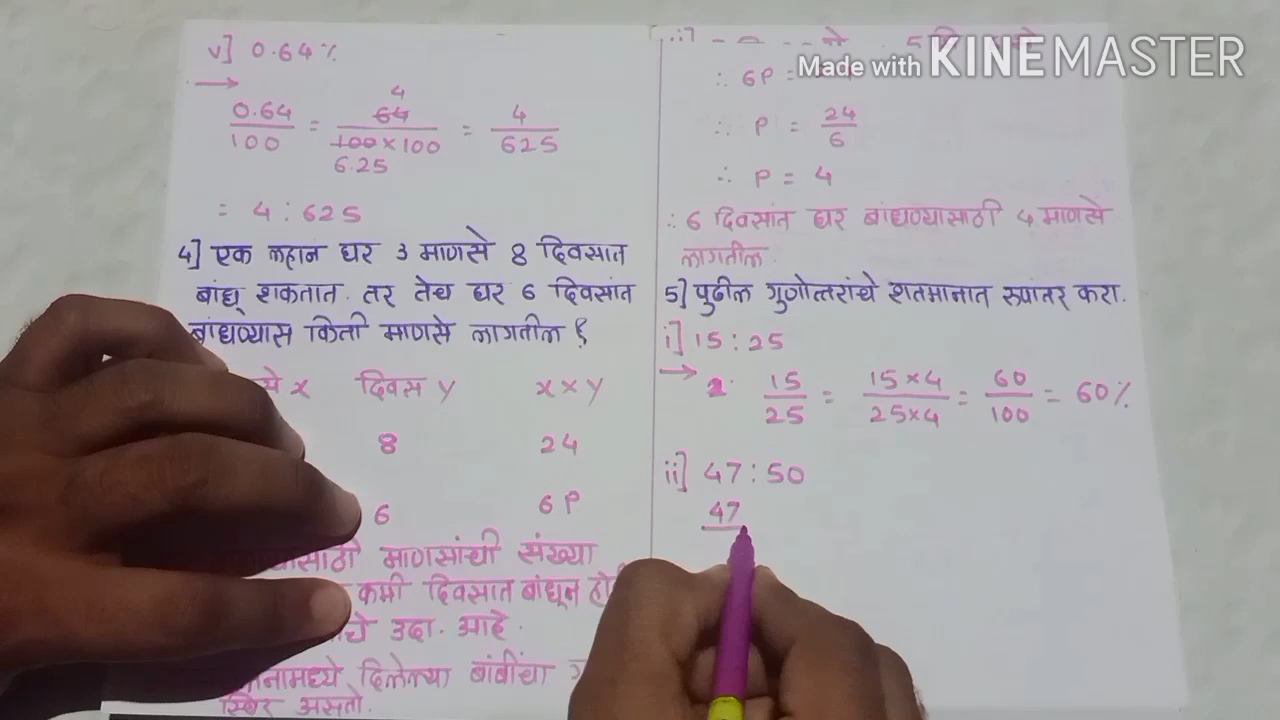 v] 0.64%
→
0.64/100 = 64/100×100 = 4/625
4
6.25
= 4 : 625
4] एक लहान घर 3 माणसे 8 दिवसात
बांधू शकतात. तर तेच घर 6 दिवसांत
बांधण्यास किती माणसे लागतील ?
x दिवस y x × y
8 24
6 6P
माणसांची संख्या
कमी दिवसात बांधून
उदा. आहे.
दिलेल्या बाबींचा
स्थिर असतो.
Made with KINEMASTER
∴ 6P =
∴ P = 24/6
∴ P = 4
∴ 6 दिवसांत घर बांधण्यासाठी 4 माणसे
लागतील.
5] पुढील गुणोत्तरांचे शतमानात रूपांतर करा.
i] 15 : 25
→ 15/25 = 15×4/25×4 = 60/100 = 60%
ii] 47 : 50
47